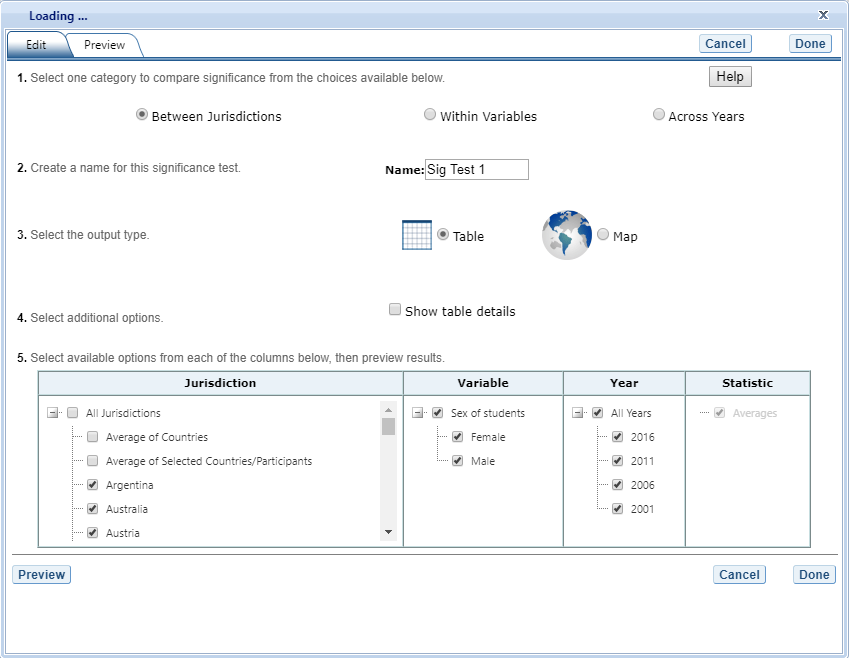 Loading ... X
Edit Preview Cancel Done
1. Select one category to compare significance from the choices available below. Help
Between Jurisdictions Within Variables Across Years
2. Create a name for this significance test. Name: Sig Test 1
3. Select the output type. Table Map
4. Select additional options. Show table details
5. Select available options from each of the columns below, then preview results.
Jurisdiction Variable Year Statistic
All Jurisdictions Sex of students All Years Averages
Average of Countries Female 2016
Average of Selected Countries/Participants Male 2011
Argentina 2006
Australia 2001
Austria
Preview Cancel Done